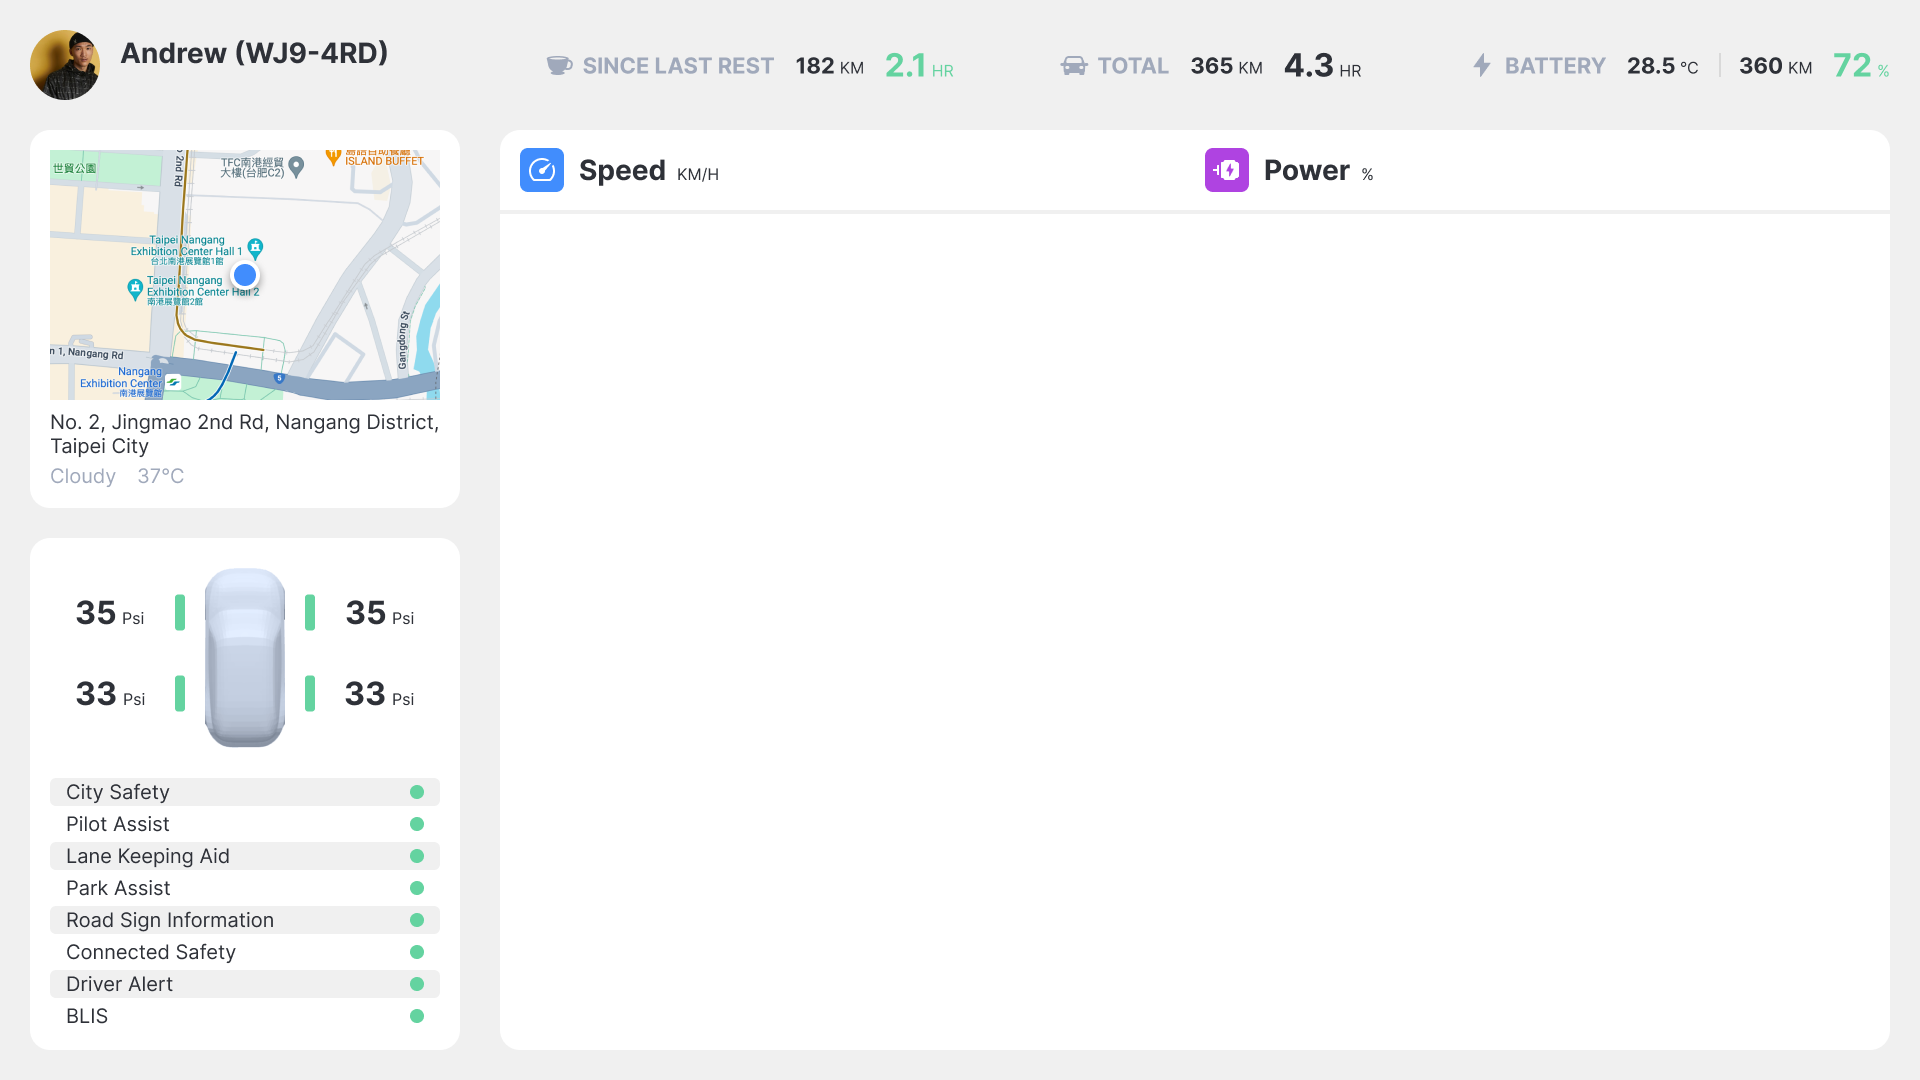 Andrew (WJ9-4RD)
SINCE LAST REST 182 KM 2.1 HR
TOTAL 365 KM 4.3 HR
BATTERY 28.5 °C 360 KM 72 %
世貿公園
2nd Rd
TFC南港經貿
大樓(台肥C2)
ISLAND BUFFET
Taipei Nangang
Exhibition Center Hall 1
台北南港展覽館1館
Taipei Nangang
Exhibition Center Hall 2
南港展覽館2館
Gangdong St
n 1, Nangang Rd
Nangang
Exhibition Center
南港展覽館
5
No. 2, Jingmao 2nd Rd, Nangang District,
Taipei City
Cloudy 37°C
35 Psi 35 Psi
33 Psi 33 Psi
City Safety
Pilot Assist
Lane Keeping Aid
Park Assist
Road Sign Information
Connected Safety
Driver Alert
BLIS
Speed KM/H
Power %